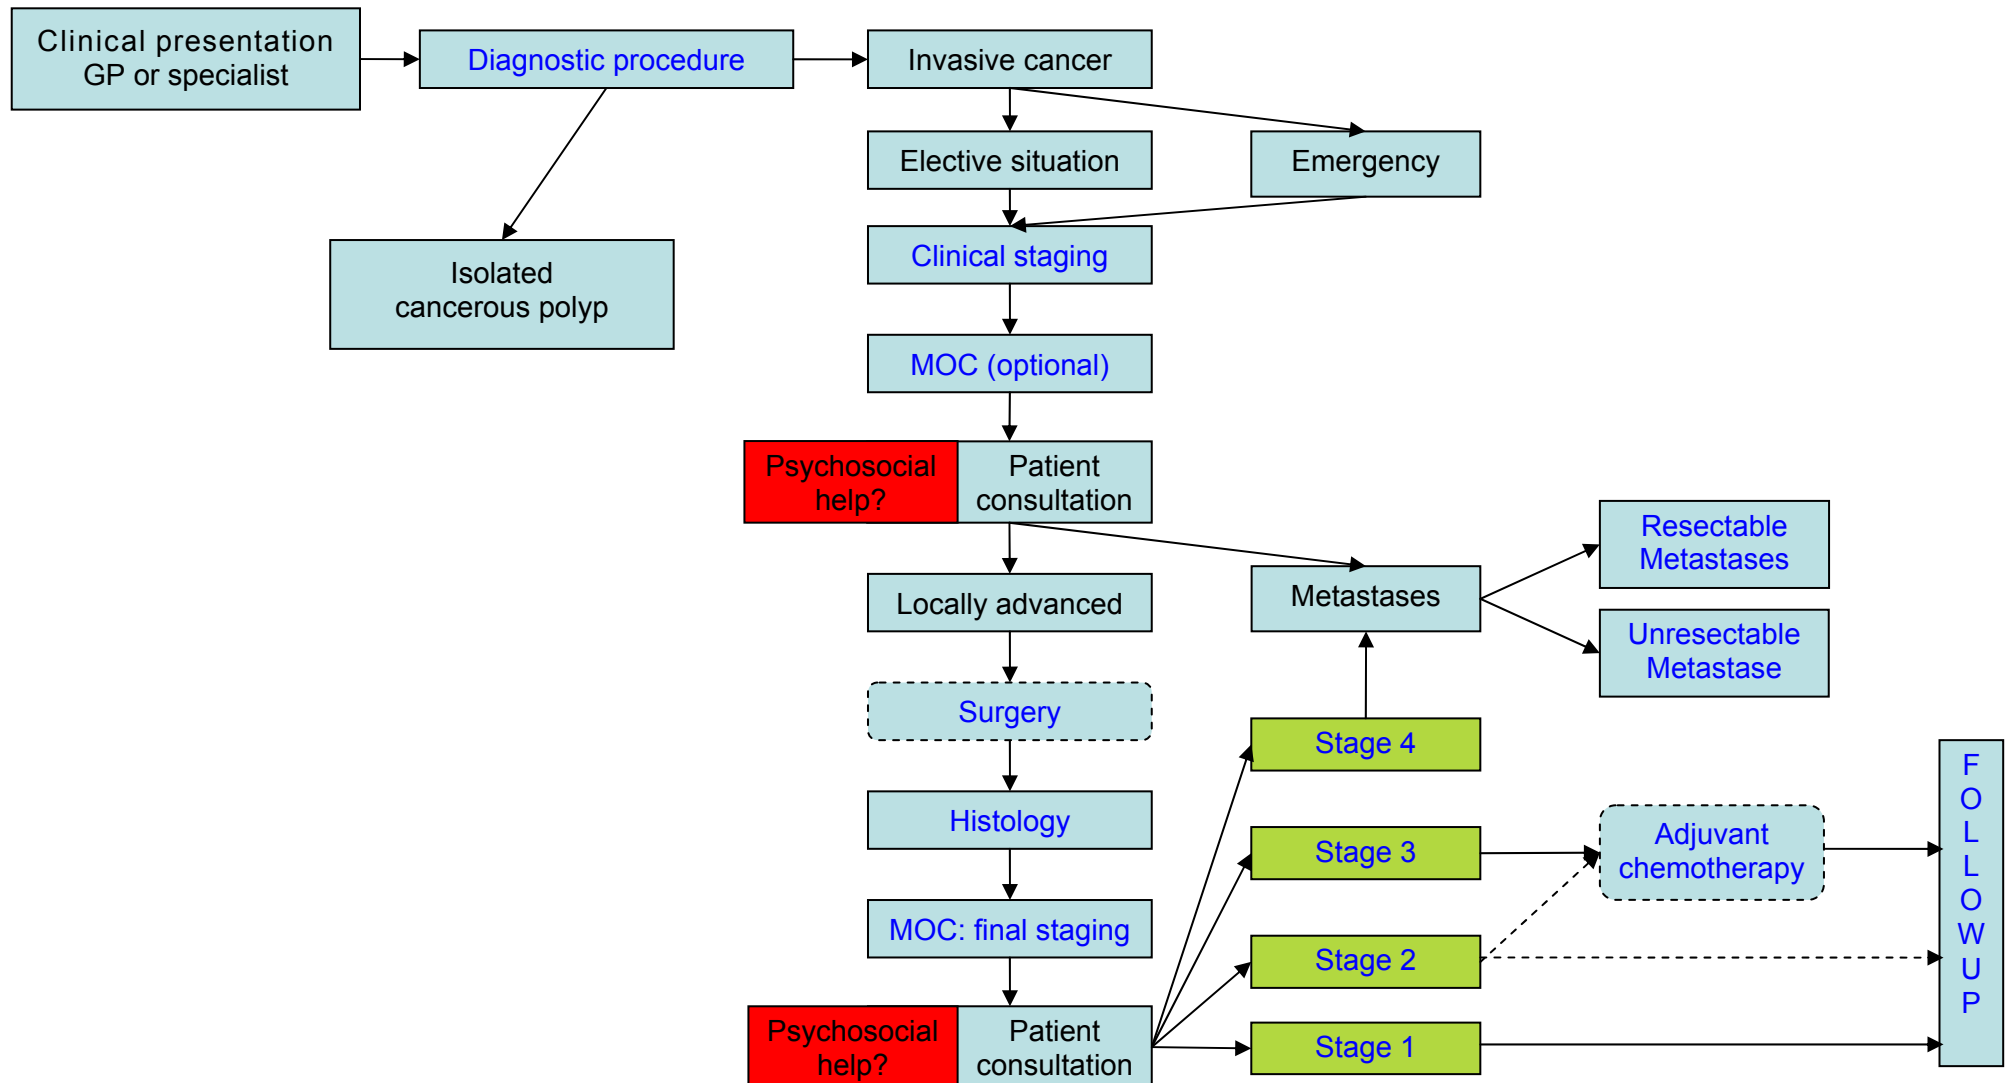 Clinical presentation
GP or specialist
Diagnostic procedure
Invasive cancer
Elective situation
Emergency
Clinical staging
Isolated
cancerous polyp
MOC (optional)
Psychosocial
help?
Patient
consultation
Resectable
Metastases
Locally advanced
Metastases
Unresectable
Metastase
Surgery
Stage 4
Histology
Stage 3
Adjuvant
chemotherapy
F
O
L
L
O
W
U
P
MOC: final staging
Stage 2
Psychosocial
help?
Patient
consultation
Stage 1